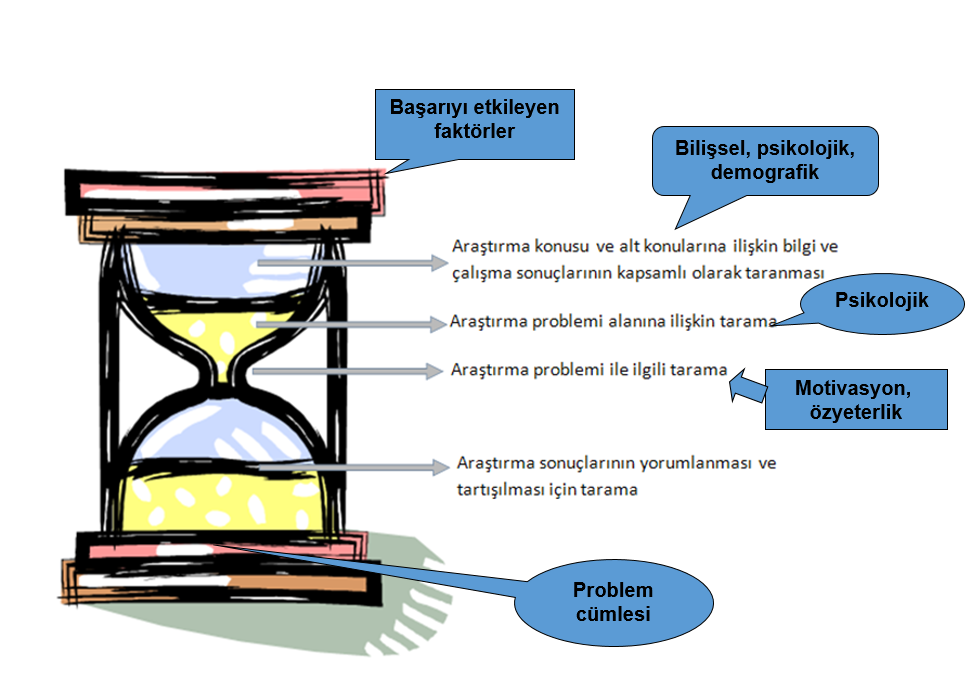 Başarıyı etkileyen
faktörler
Bilişsel, psikolojik,
demografik
Araştırma konusu ve alt konularına ilişkin bilgi ve
çalışma sonuçlarının kapsamlı olarak taranması
Psikolojik
Araştırma problemi alanına ilişkin tarama
Araştırma problemi ile ilgili tarama
Motivasyon,
özyeterlik
Araştırma sonuçlarının yorumlanması ve
tartışılması için tarama
Problem
cümlesi